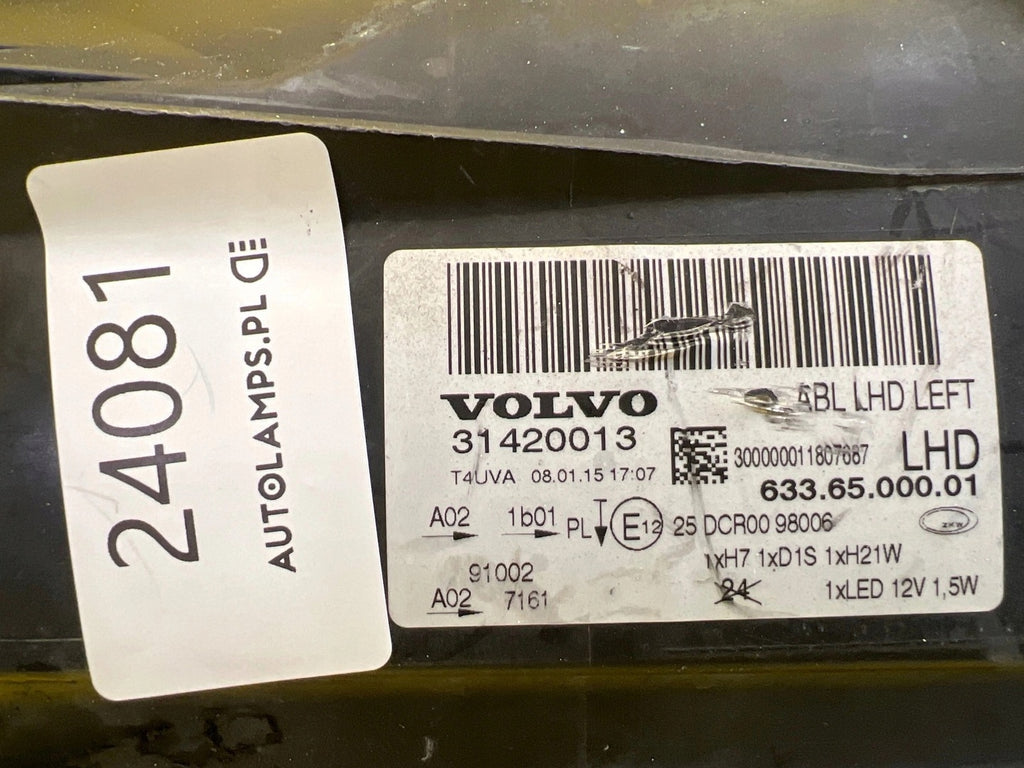 24081
AUTOLAMPS.PL DE
VOLVO
ABL LHD LEFT
31420013
300000011807687
LHD
T4UVA 08.01.15 17:07
633.65.000.01
A02 1b01 PL E12 25 DCR00 98006
ZKW
1xH7 1xD1S 1xH21W
91002
24
1xLED 12V 1,5W
A02 7161